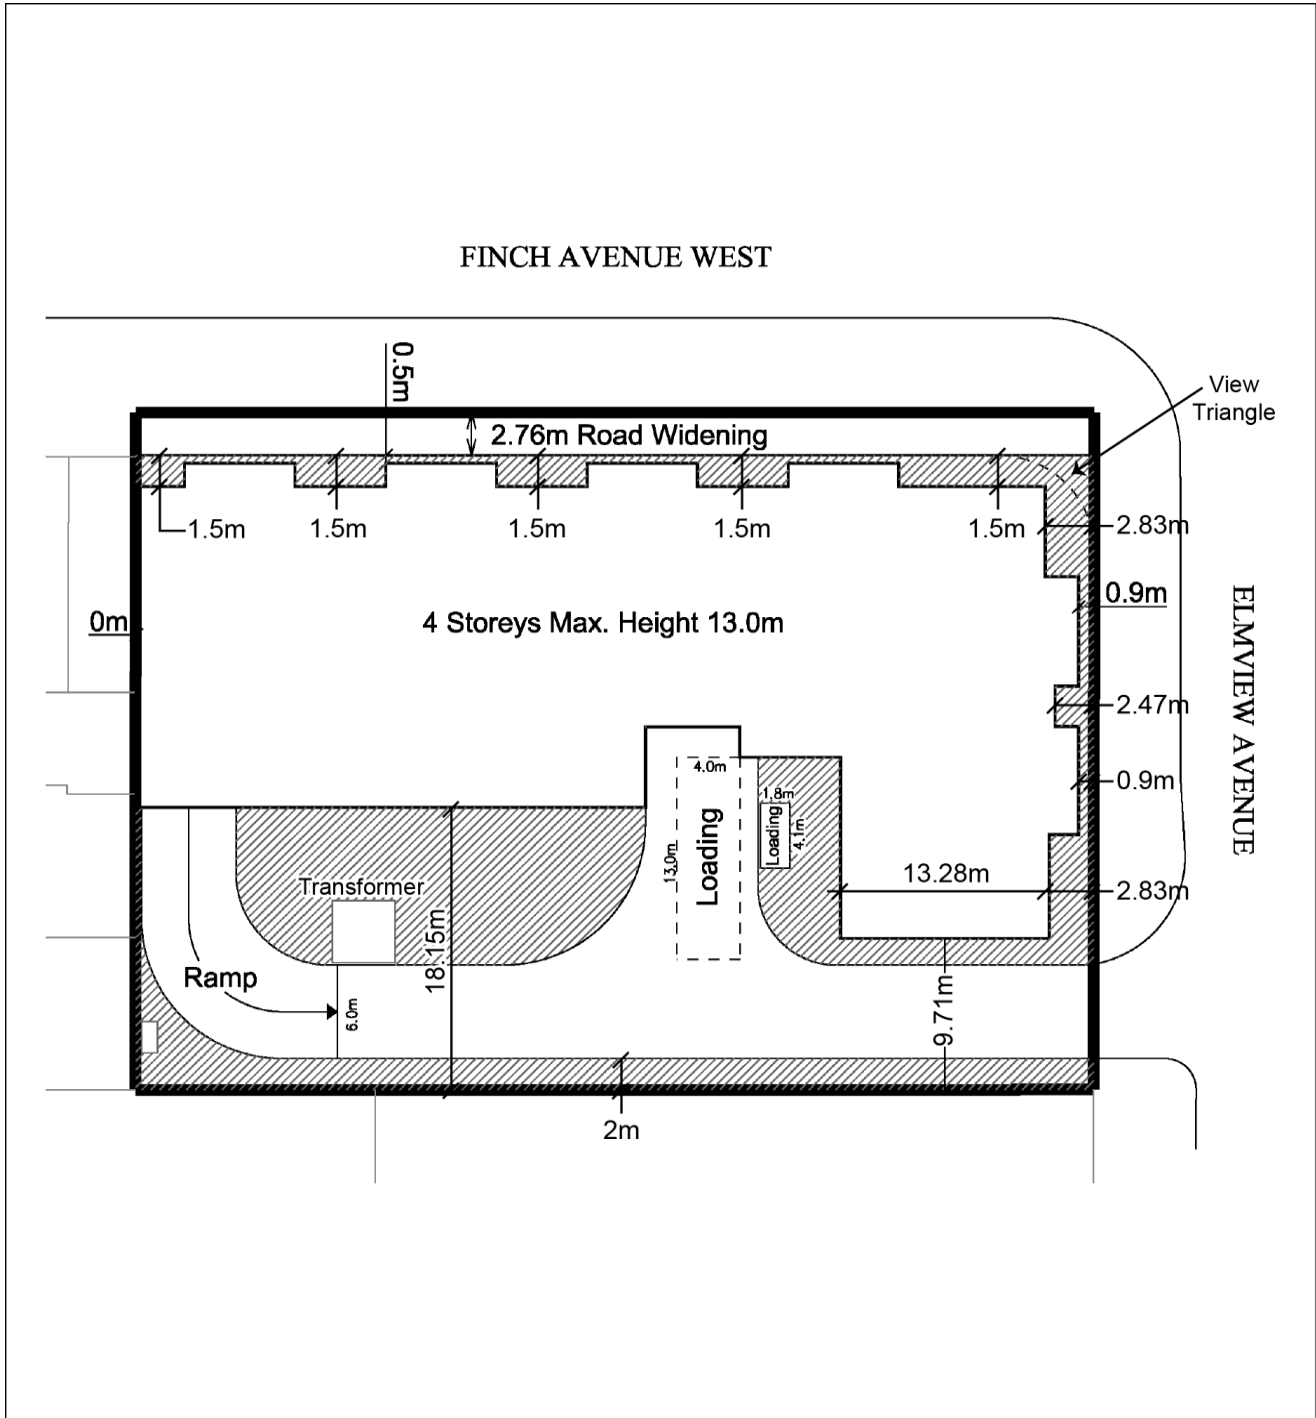 FINCH AVENUE WEST
0.5m
View
Triangle
2.76m Road Widening
1.5m
1.5m
1.5m
1.5m
1.5m
2.83m
0.9m
0m
4 Storeys Max. Height 13.0m
ELMVIEW AVENUE
2.47m
4.0m
0.9m
1.8m
Loading
4.1m
13.0m
Loading
13.28m
2.83m
Transformer
18.15m
Ramp
6.0m
9.71m
2m